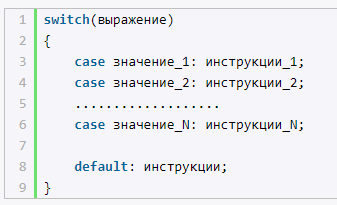 1 switch(выражение)
2 {
3 case значение_1: инструкции_1;
4 case значение_2: инструкции_2;
5 ...................
6 case значение_N: инструкции_N;
7
8 default: инструкции;
9 }